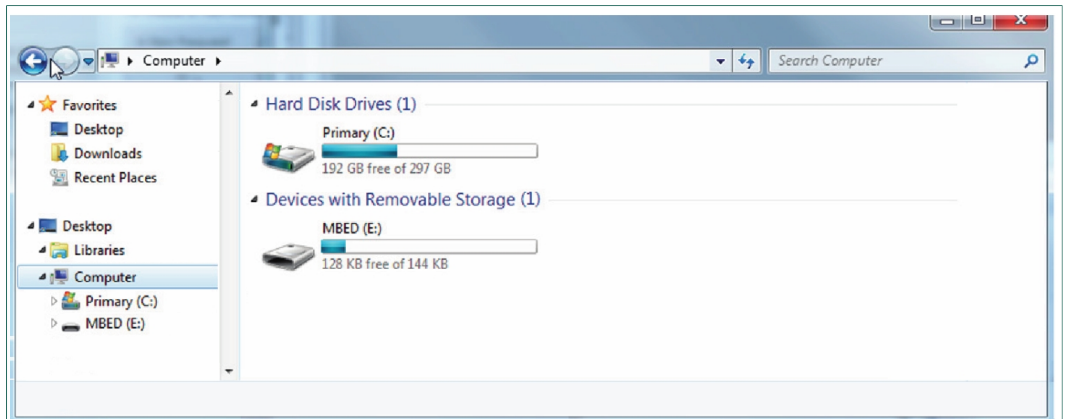 Computer
Search Computer
Favorites
Desktop
Downloads
Recent Places
Desktop
Libraries
Computer
Primary (C:)
MBED (E:)
Hard Disk Drives (1)
Primary (C:)
192 GB free of 297 GB
Devices with Removable Storage (1)
MBED (E:)
128 KB free of 144 KB